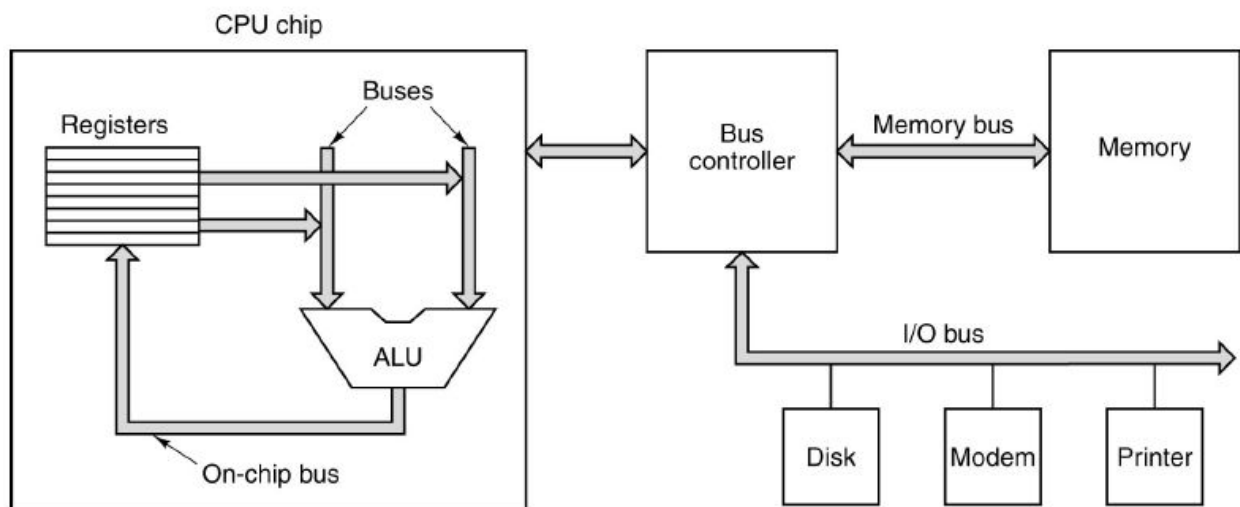 CPU chip
Buses
Registers
ALU
On-chip bus
Bus
controller
Memory bus
Memory
I/O bus
Disk
Modem
Printer